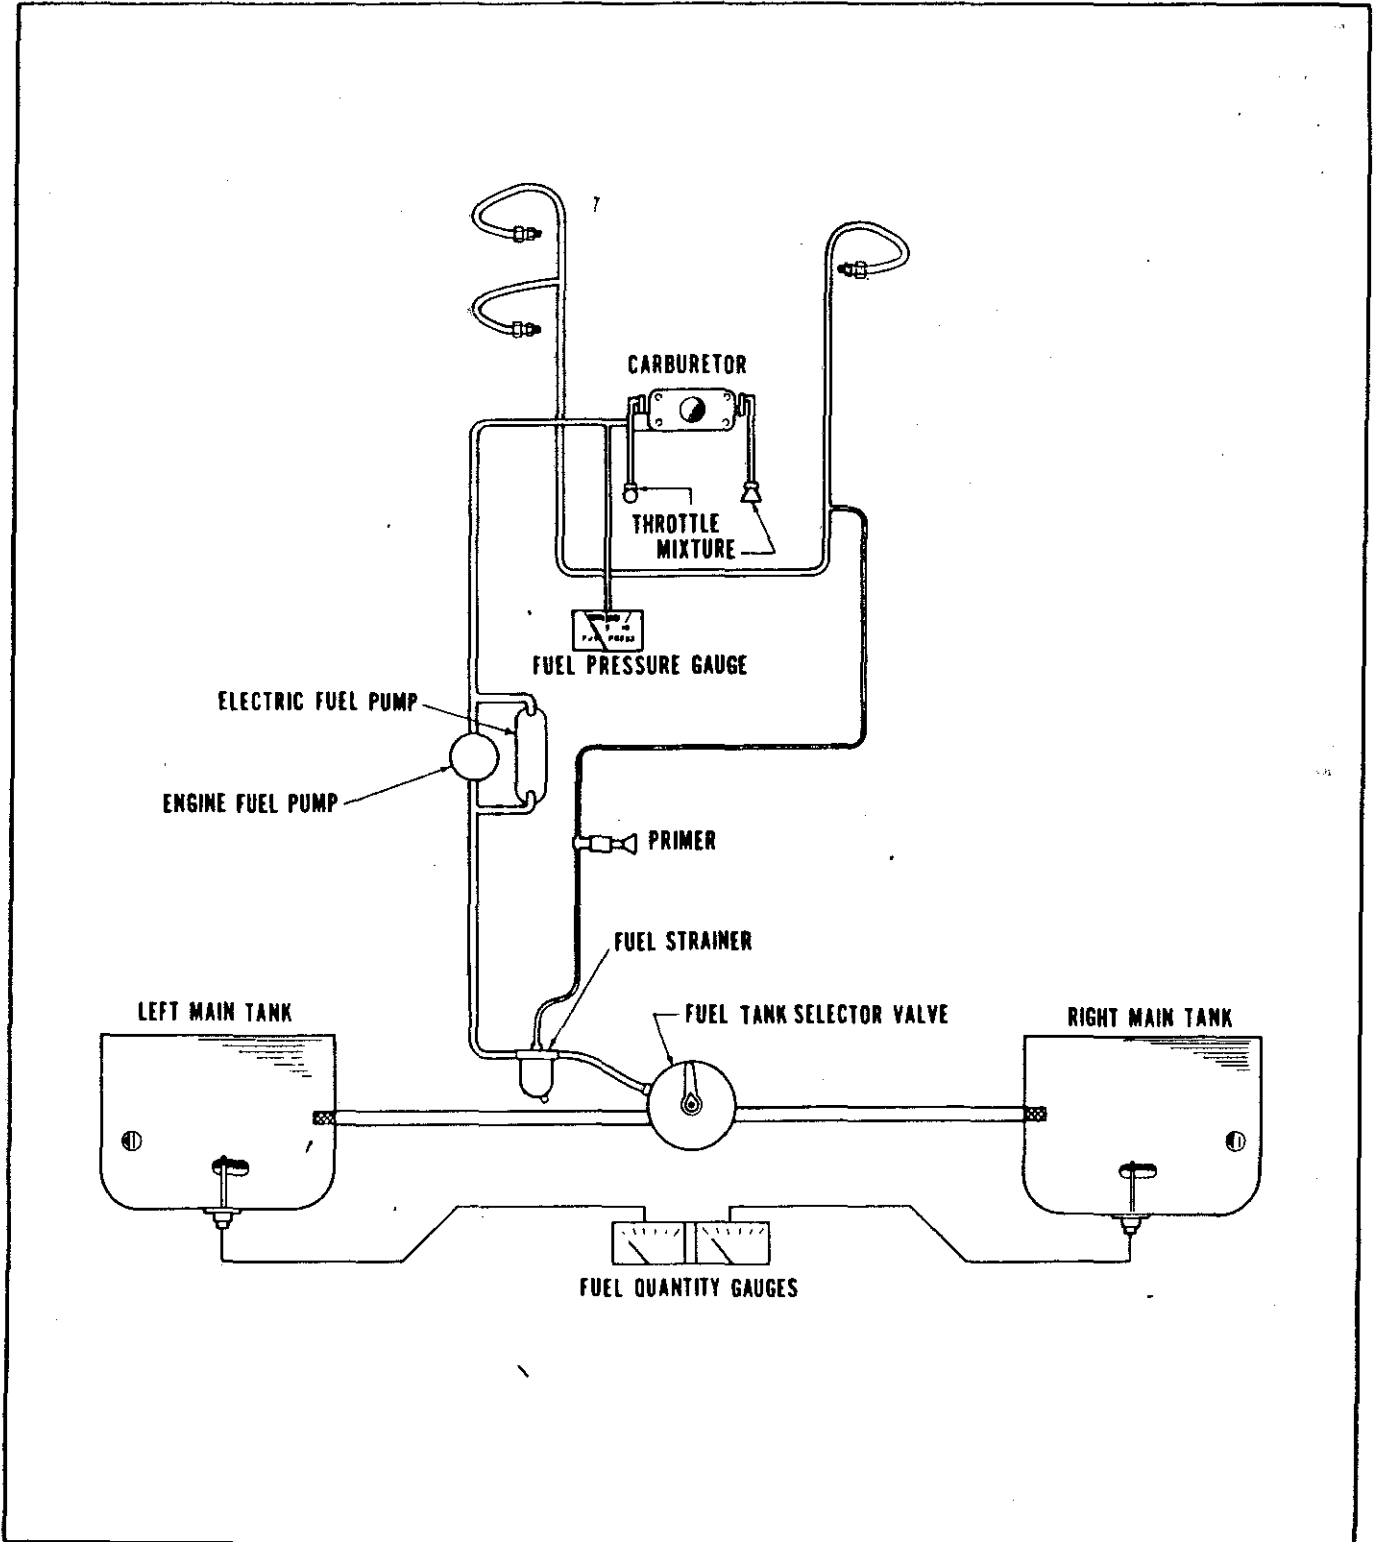 CARBURETOR
THROTTLE
MIXTURE
FUEL PRESSURE GAUGE
ELECTRIC FUEL PUMP
ENGINE FUEL PUMP
PRIMER
FUEL STRAINER
LEFT MAIN TANK
FUEL TANK SELECTOR VALVE
RIGHT MAIN TANK
FUEL QUANTITY GAUGES